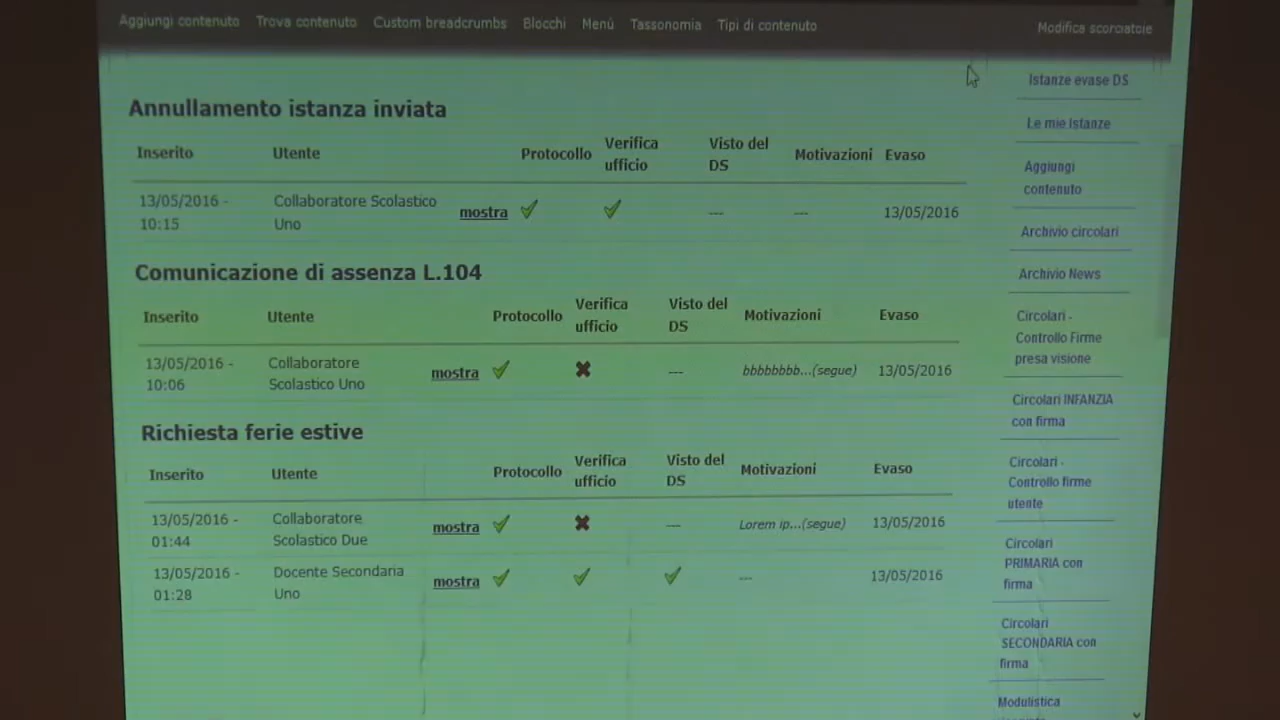 Aggiungi contenuto Trova contenuto Custom breadcrumbs Blocchi Menù Tassonomia Tipi di contenuto Modifica scorciatoie
Annullamento istanza inviata
Inserito Utente Protocollo Verifica ufficio Visto del DS Motivazioni Evaso
13/05/2016 - 10:15 Collaboratore Scolastico Uno mostra --- --- 13/05/2016
Comunicazione di assenza L.104
Inserito Utente Protocollo Verifica ufficio Visto del DS Motivazioni Evaso
13/05/2016 - 10:06 Collaboratore Scolastico Uno mostra --- bbbbbbbb...(segue) 13/05/2016
Richiesta ferie estive
Inserito Utente Protocollo Verifica ufficio Visto del DS Motivazioni Evaso
13/05/2016 - 01:44 Collaboratore Scolastico Due mostra --- Lorem ip...(segue) 13/05/2016
13/05/2016 - 01:28 Docente Secondaria Uno mostra --- 13/05/2016
Istanze evase DS
Le mie Istanze
Aggiungi
contenuto
Archivio circolari
Archivio News
Circolari -
Controllo Firme
presa visione
Circolari INFANZIA
con firma
Circolari -
Controllo firme
utente
Circolari
PRIMARIA con
firma
Circolari
SECONDARIA con
firma
Modulistica